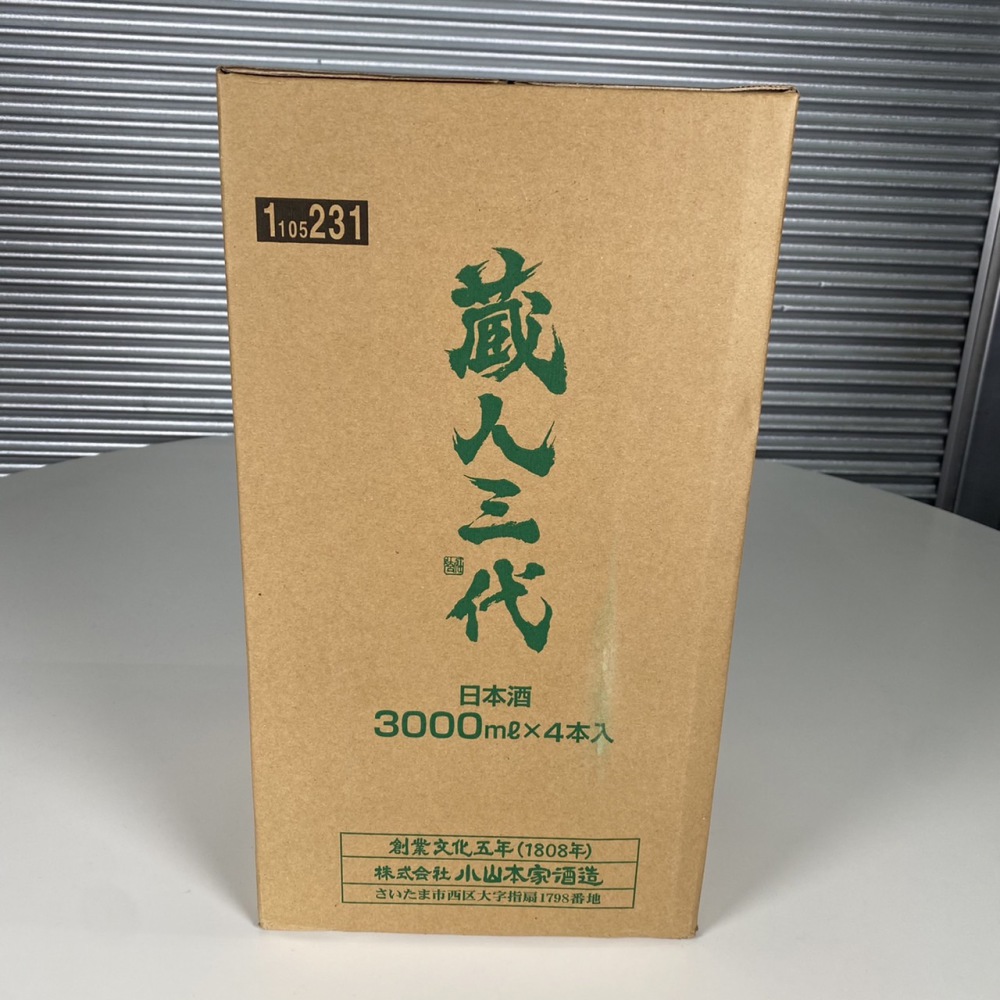 1105231
蔵人三代
日本酒
3000mℓ×4本入
創業文化五年(1808年)
株式会社 小山本家酒造
さいたま市西区大字指扇1798番地